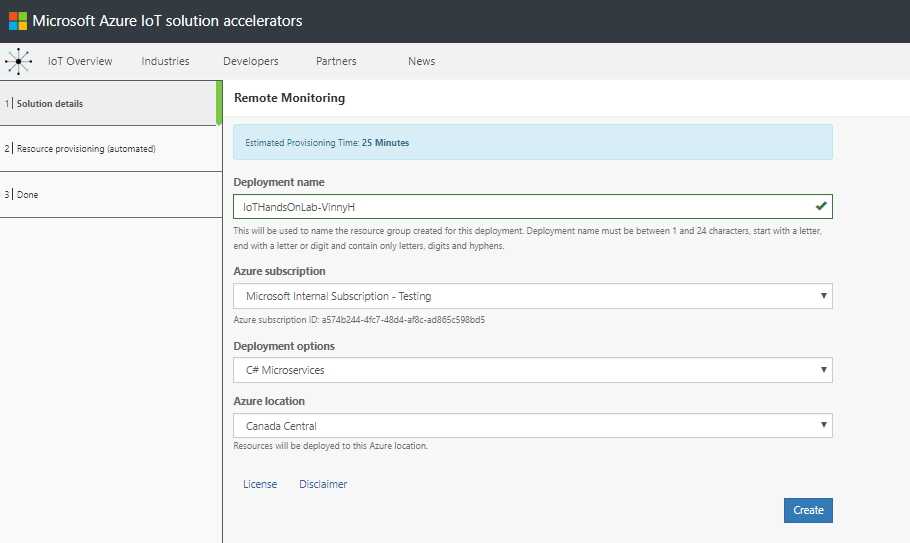 Microsoft Azure IoT solution accelerators
IoT Overview Industries Developers Partners News
1 Solution details
2 Resource provisioning (automated)
3 Done
Remote Monitoring
Estimated Provisioning Time: 25 Minutes
Deployment name
IoTHandsOnLab-VinnyH
This will be used to name the resource group created for this deployment. Deployment name must be between 1 and 24 characters, start with a letter,
end with a letter or digit and contain only letters, digits and hyphens.
Azure subscription
Microsoft Internal Subscription - Testing
Azure subscription ID: a574b244-4fc7-48d4-af8c-ad865c598bd5
Deployment options
C# Microservices
Azure location
Canada Central
Resources will be deployed to this Azure location.
License Disclaimer
Create